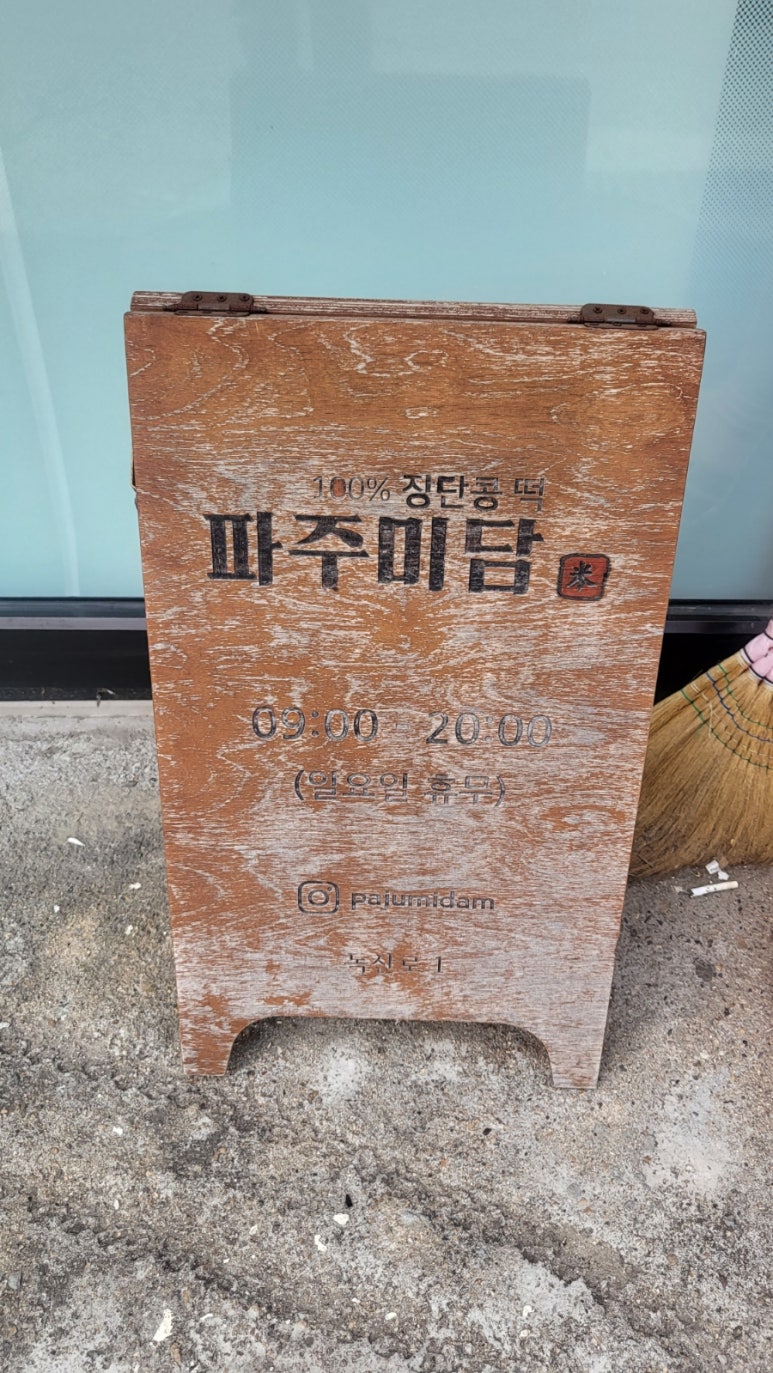 100% 장단콩 떡
파주미담 米
09:00 - 20:00
(일요일 휴무)
pajumidam